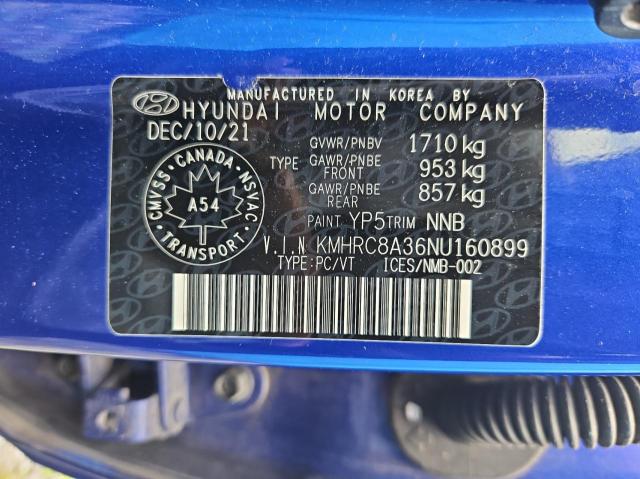 MANUFACTURED IN KOREA BY
HYUNDAI MOTOR COMPANY
DEC/10/21
GVWR/PNBV 1710 kg
TYPE
GAWR/PNBE FRONT 953 kg
GAWR/PNBE REAR 857 kg
CMVSS · CANADA · NSVAC
A54
TRANSPORT
PAINT YP5 TRIM NNB
V.I.N KMHRC8A36NU160899
TYPE:PC/VT ICES/NMB-002